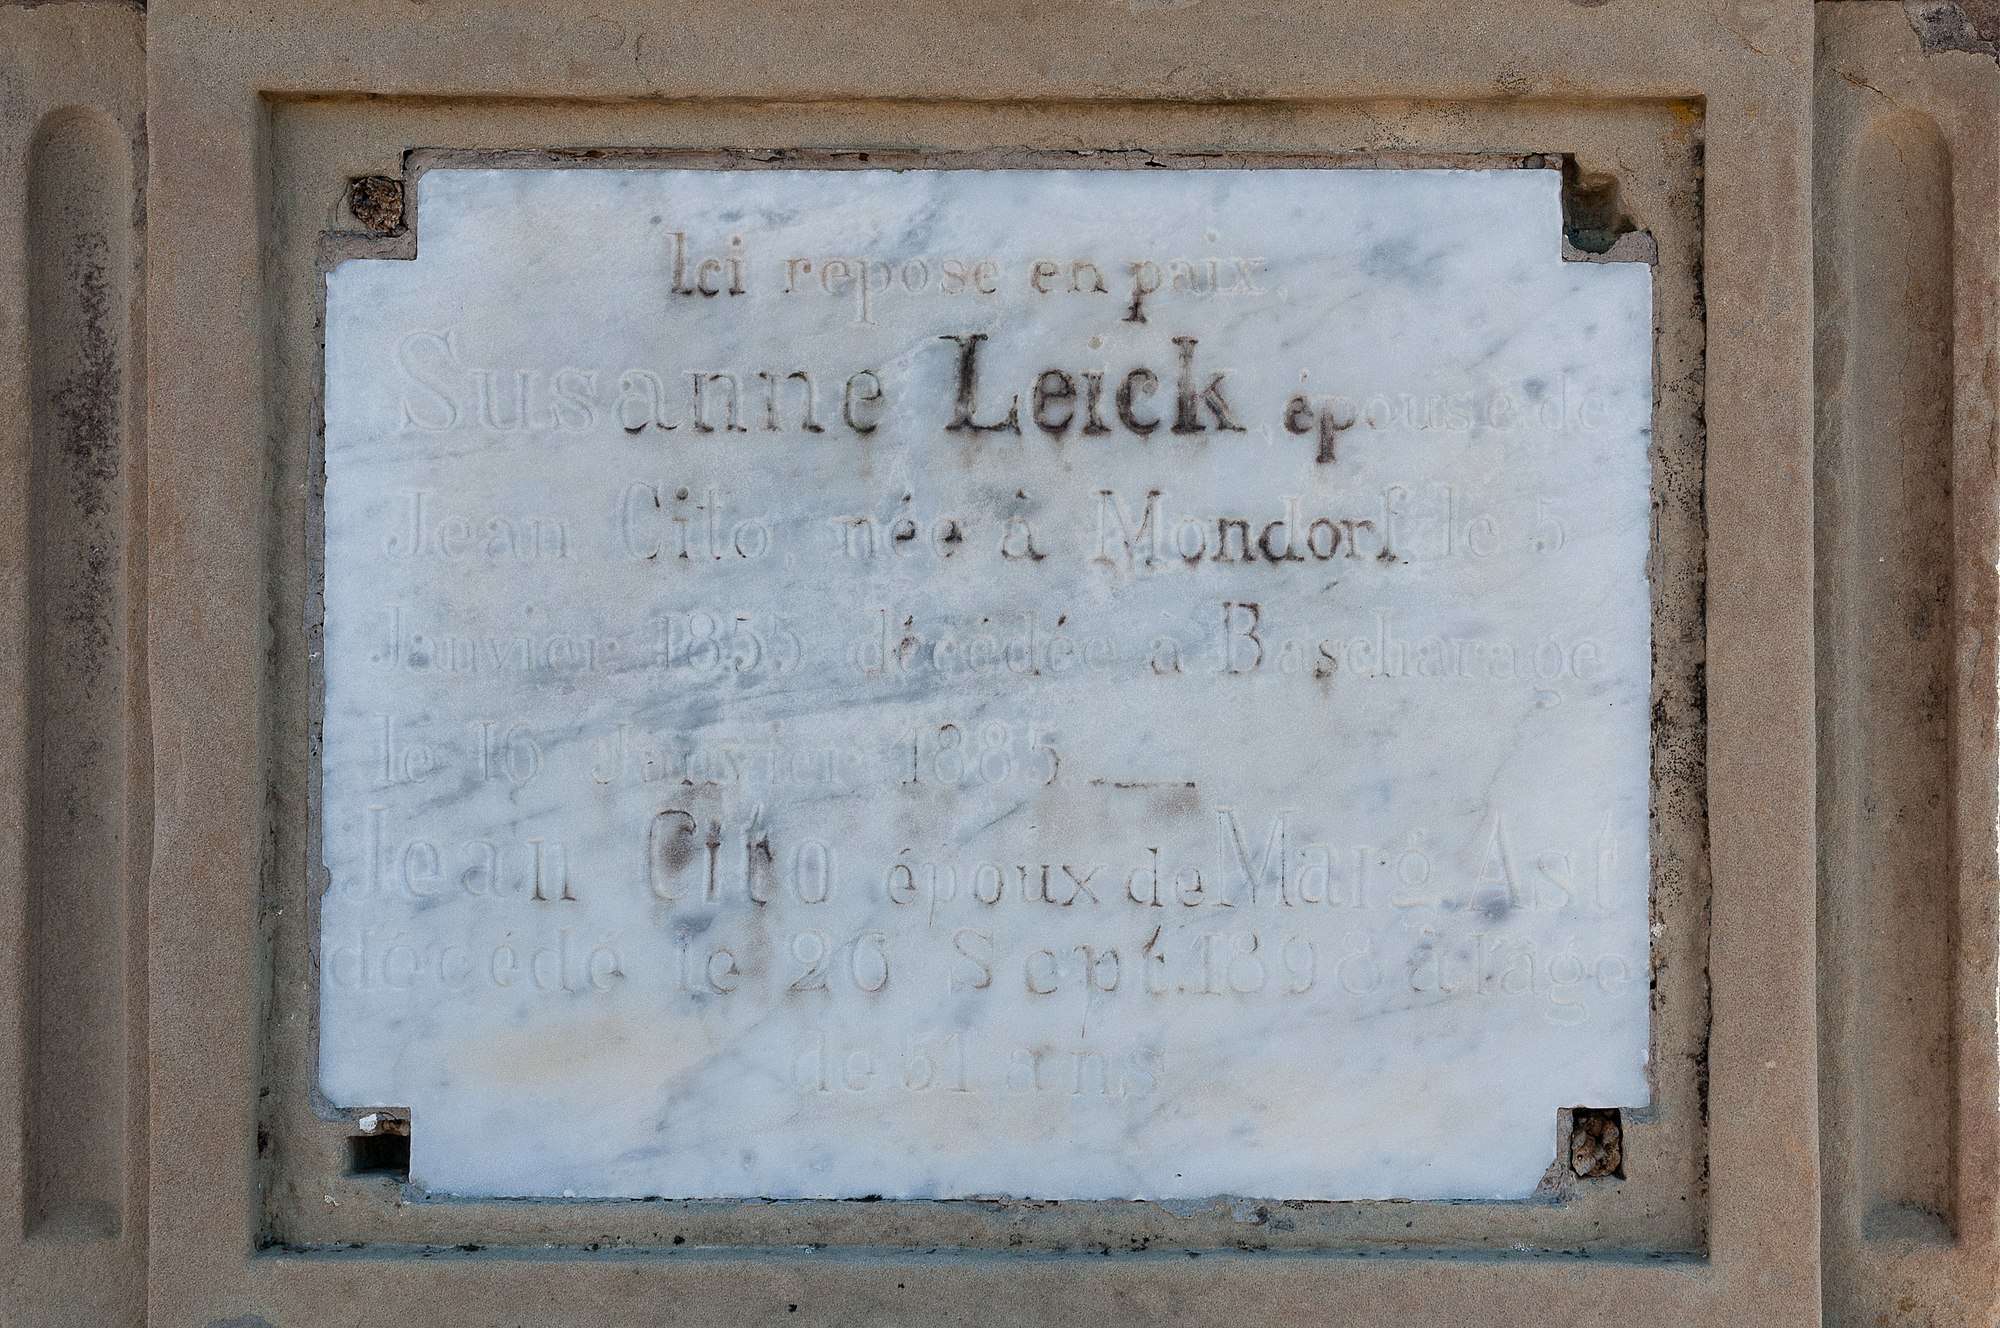 Ici repose en paix,
Susanne Leick, épouse de
Jean Cito, née à Mondorf le 5
Janvier 1855 décédée à Bascharage
le 16 Janvier 1885 —
Jean Cito époux de Marg Ast
décédé le 26 Sept. 1898 à l'âge
de 51 ans